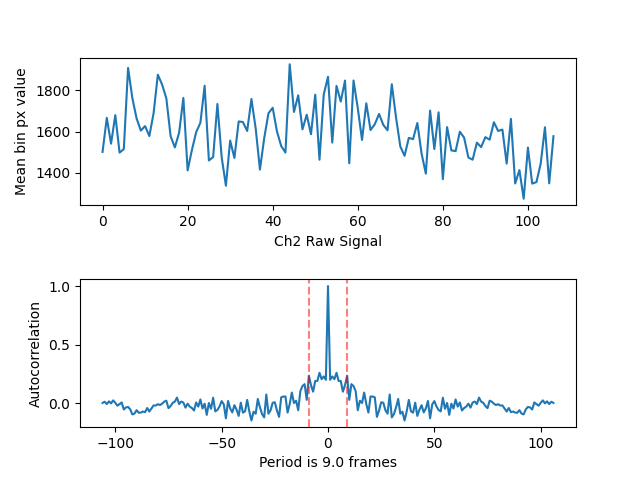 Mean bin px value
1800
1600
1400
0 20 40 60 80 100
Ch2 Raw Signal
Autocorrelation
1.0
0.5
0.0
−100 −50 0 50 100
Period is 9.0 frames